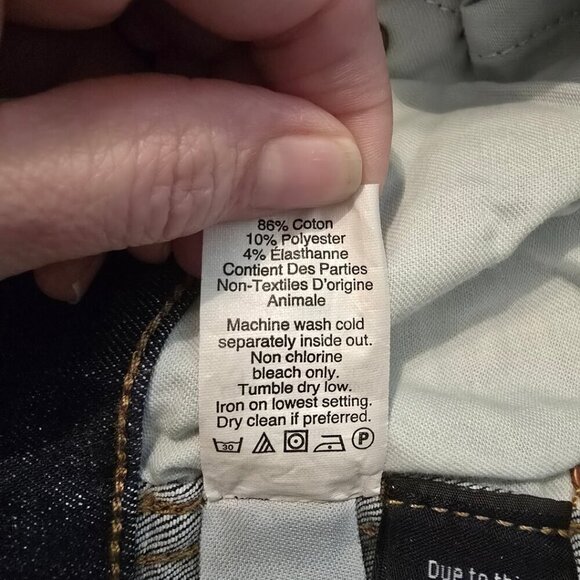 86% Coton
10% Polyester
4% Élasthanne
Contient Des Parties
Non-Textiles D'origine
Animale
Machine wash cold
separately inside out.
Non chlorine
bleach only.
Tumble dry low.
Iron on lowest setting.
Dry clean if preferred.
30 P
Due to